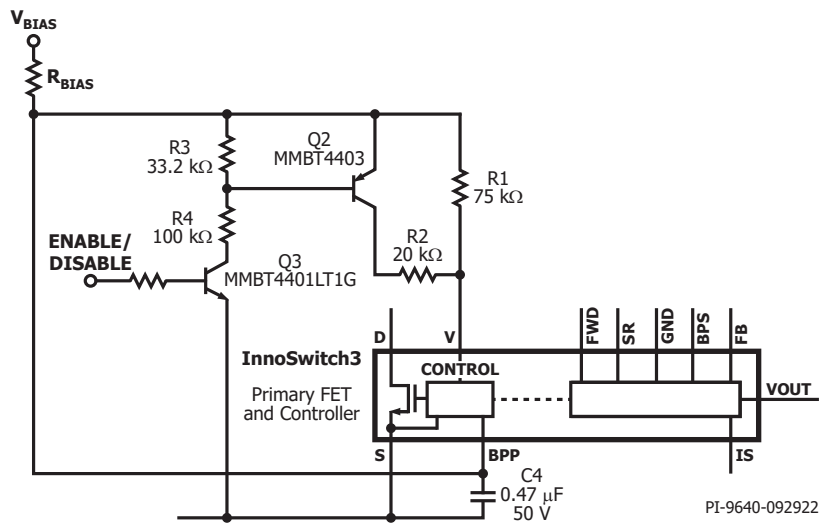 V_BIAS
R_BIAS
R3
33.2 kΩ
Q2
MMBT4403
R1
75 kΩ
R4
100 kΩ
R2
20 kΩ
ENABLE/
DISABLE
Q3
MMBT4401LT1G
D
V
FWD
SR
GND
BPS
FB
InnoSwitch3
CONTROL
Primary FET
and Controller
VOUT
S
BPP
IS
C4
0.47 µF
50 V
PI-9640-092922